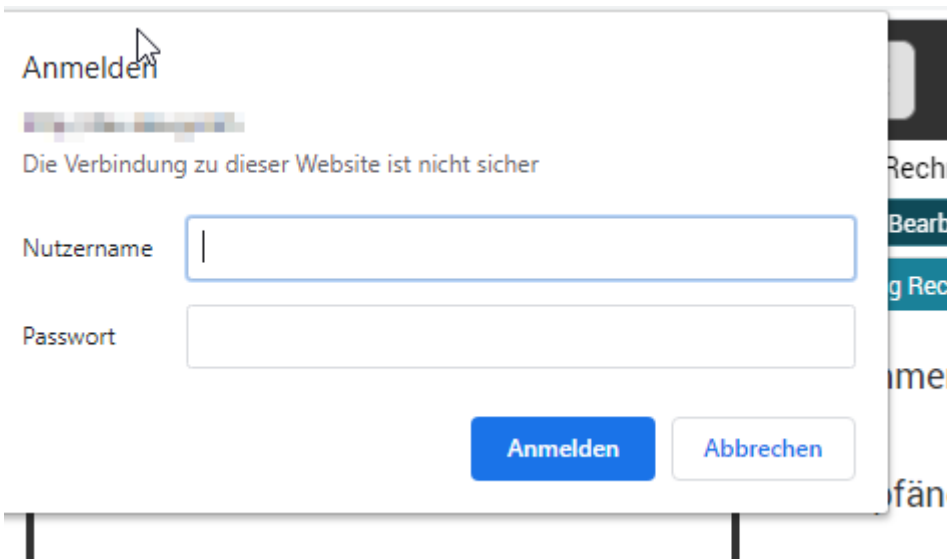 Anmelden
Die Verbindung zu dieser Website ist nicht sicher
Nutzername
Passwort
Anmelden Abbrechen